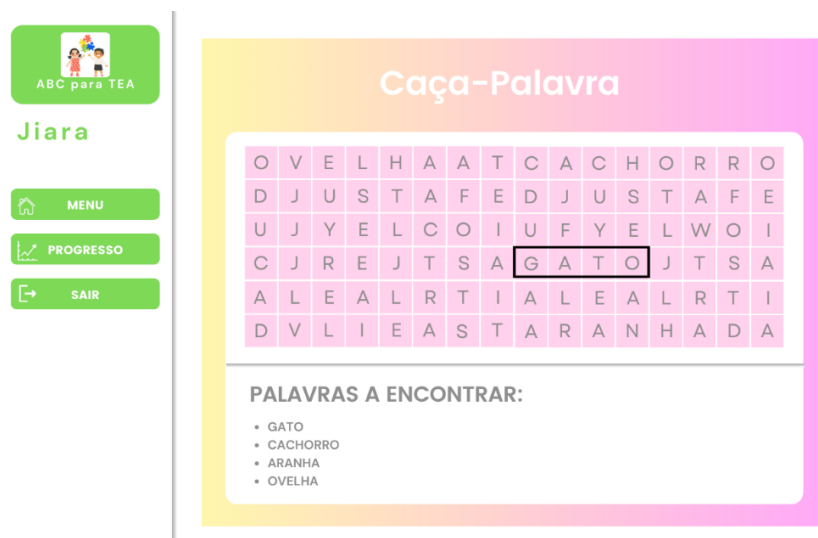 ABC para TEA
Jiara
MENU
PROGRESSO
SAIR
Caça-Palavra
O V E L H A A T C A C H O R R O
D J U S T A F E D J U S T A F E
U J Y E L C O I U F Y E L W O I
C J R E J T S A G A T O J T S A
A L E A L R T I A L E A L R T I
D V L I E A S T A R A N H A D A
PALAVRAS A ENCONTRAR:
• GATO
• CACHORRO
• ARANHA
• OVELHA